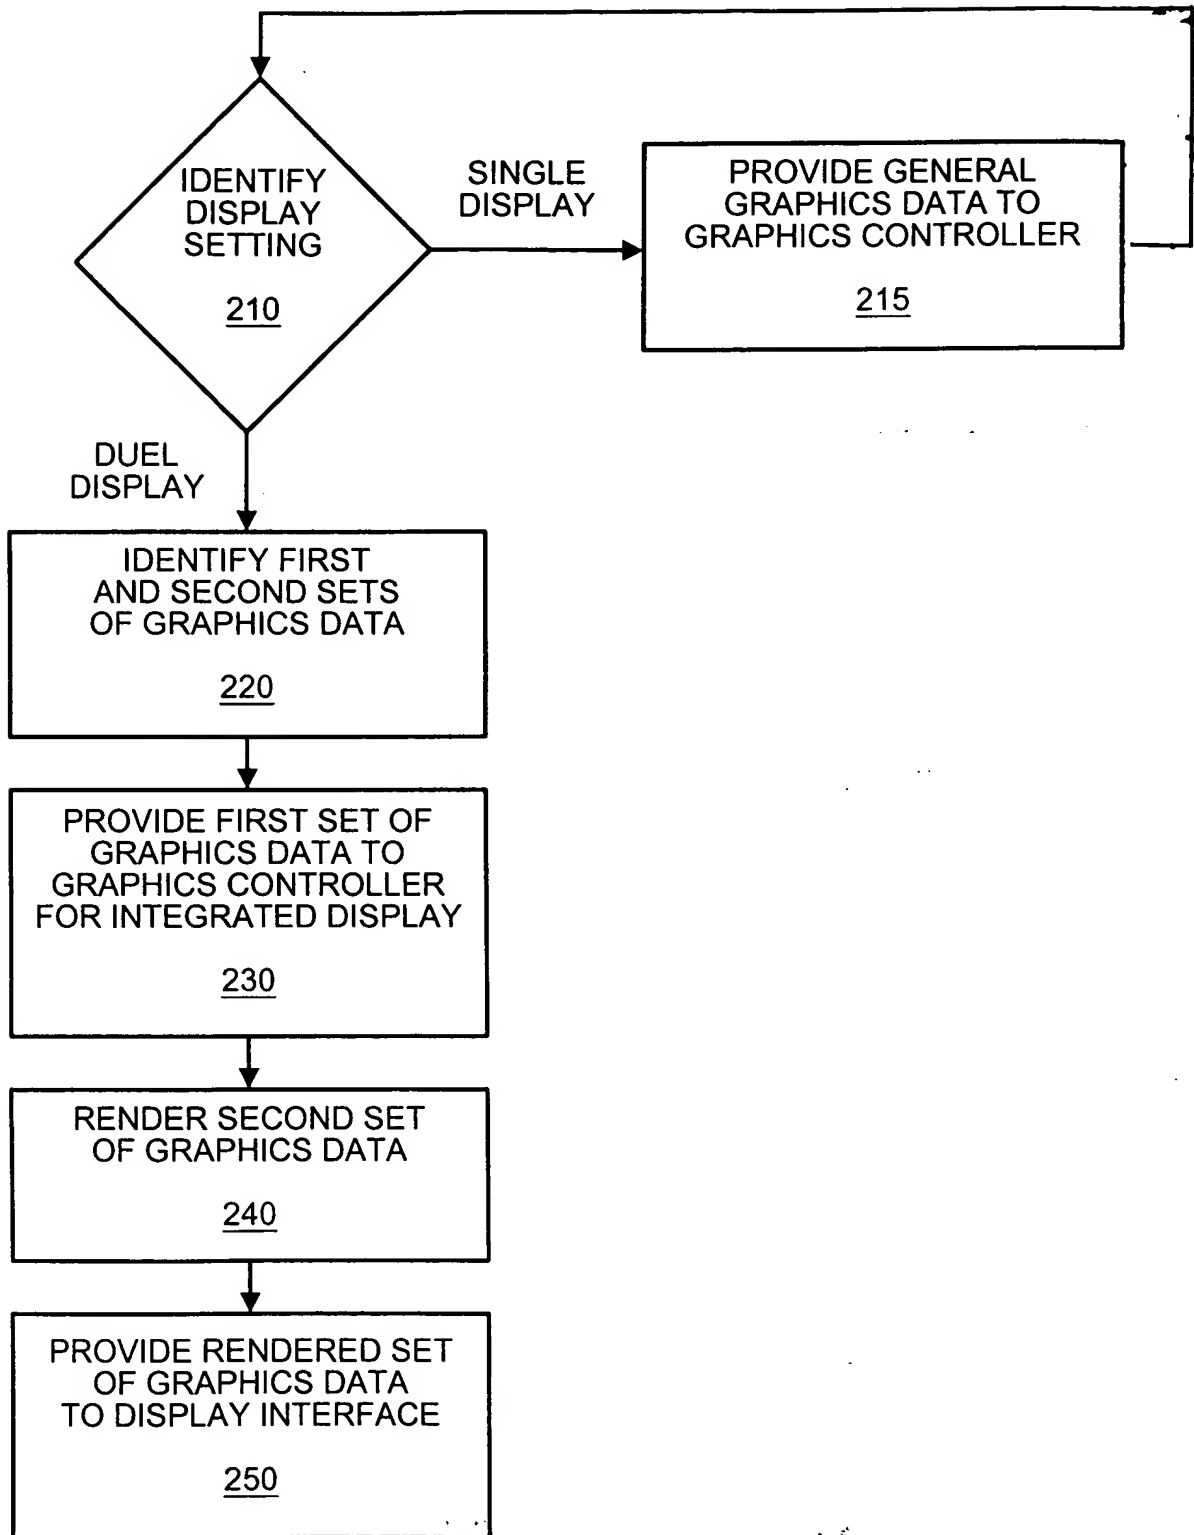 IDENTIFY
DISPLAY
SETTING
210
SINGLE
DISPLAY
PROVIDE GENERAL
GRAPHICS DATA TO
GRAPHICS CONTROLLER
215
DUEL
DISPLAY
IDENTIFY FIRST
AND SECOND SETS
OF GRAPHICS DATA
220
PROVIDE FIRST SET OF
GRAPHICS DATA TO
GRAPHICS CONTROLLER
FOR INTEGRATED DISPLAY
230
RENDER SECOND SET
OF GRAPHICS DATA
240
PROVIDE RENDERED SET
OF GRAPHICS DATA
TO DISPLAY INTERFACE
250